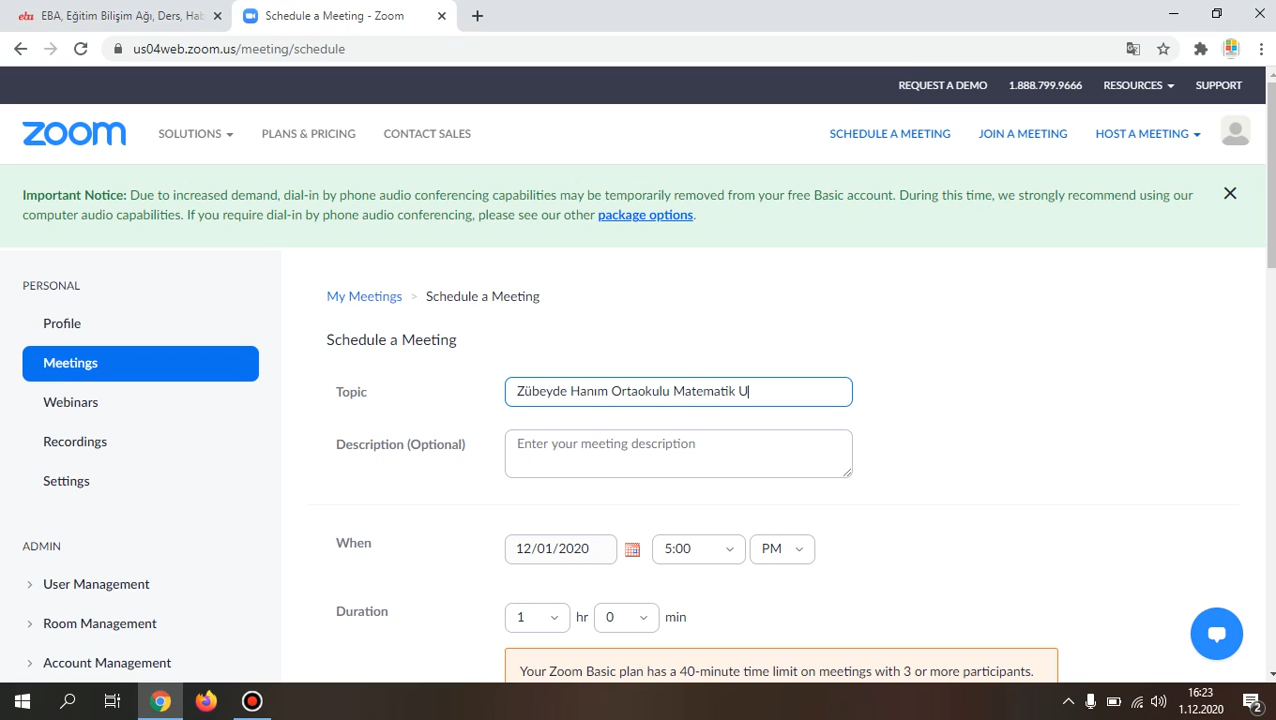 eba EBA, Eğitim Bilişim Ağı, Ders, Hab
Schedule a Meeting - Zoom
us04web.zoom.us/meeting/schedule
REQUEST A DEMO 1.888.799.9666 RESOURCES SUPPORT
zoom SOLUTIONS PLANS & PRICING CONTACT SALES SCHEDULE A MEETING JOIN A MEETING HOST A MEETING
Important Notice: Due to increased demand, dial-in by phone audio conferencing capabilities may be temporarily removed from your free Basic account. During this time, we strongly recommend using our
computer audio capabilities. If you require dial-in by phone audio conferencing, please see our other package options.
PERSONAL
Profile
Meetings
Webinars
Recordings
Settings
ADMIN
User Management
Room Management
Account Management
My Meetings > Schedule a Meeting
Schedule a Meeting
Topic Zübeyde Hanım Ortaokulu Matematik U
Description (Optional) Enter your meeting description
When 12/01/2020 5:00 PM
Duration 1 hr 0 min
Your Zoom Basic plan has a 40-minute time limit on meetings with 3 or more participants.
16:23
1.12.2020
2